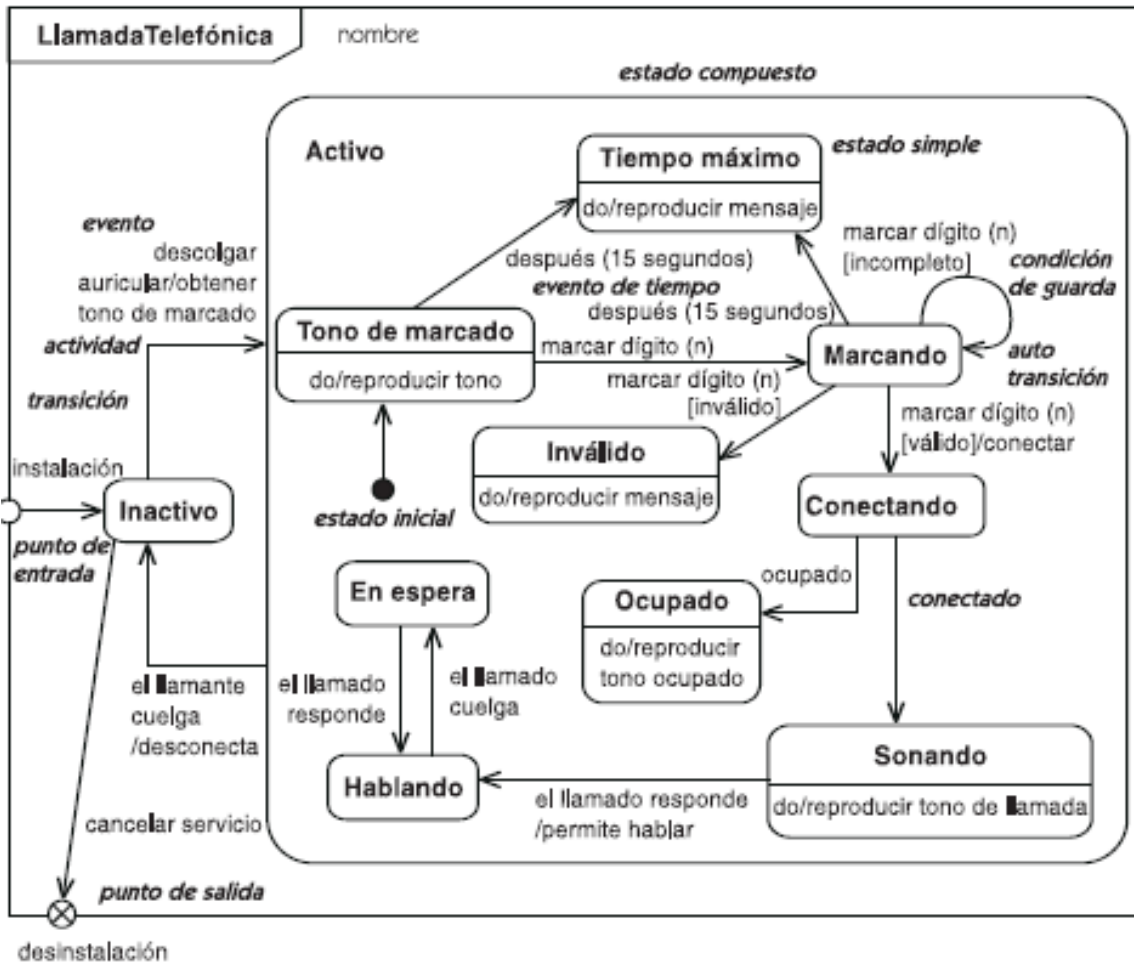 LlamadaTelefónica
nombre
estado compuesto
Activo
Tiempo máximo
do/reproducir mensaje
estado simple
evento
descolgar
auricular/obtener
tono de marcado
actividad
transición
después (15 segundos)
evento de tiempo
después (15 segundos)
marcar dígito (n)
[incompleto]
condición
de guarda
Tono de marcado
do/reproducir tono
marcar dígito (n)
Marcando
auto
transición
marcar dígito (n)
[inválido]
marcar dígito (n)
[válido]/conectar
Inválido
do/reproducir mensaje
estado inicial
instalación
Inactivo
punto de
entrada
Conectando
ocupado
conectado
En espera
Ocupado
do/reproducir
tono ocupado
el llamante
cuelga
/desconecta
el llamado
responde
el llamado
cuelga
Hablando
el llamado responde
/permite hablar
Sonando
do/reproducir tono de llamada
cancelar servicio
punto de salida
desinstalación